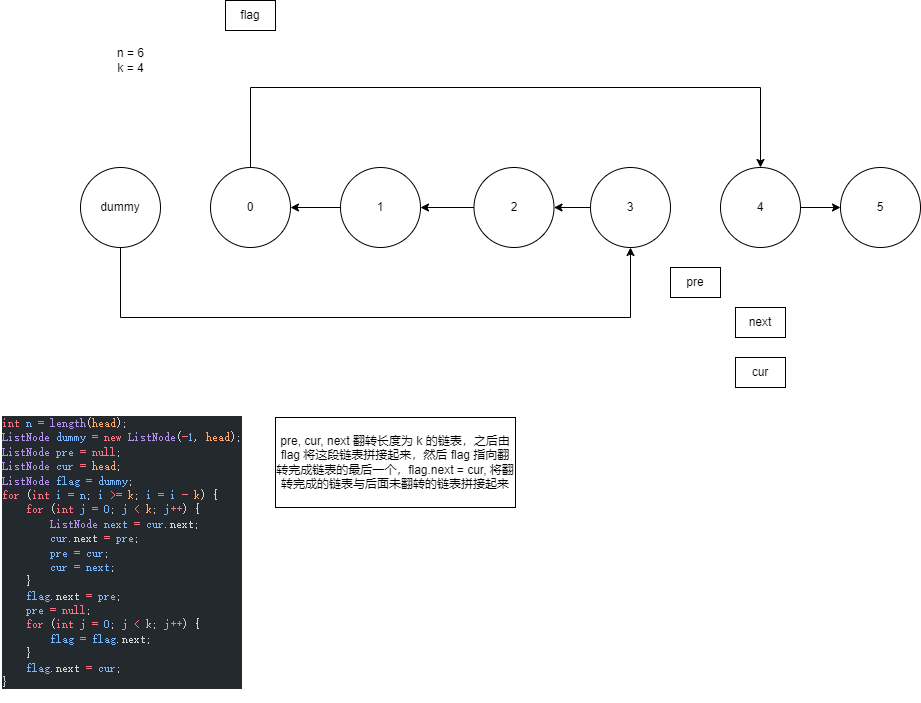 flag
n = 6
k = 4
dummy
0
1
2
3
4
5
pre
next
cur
int n = length(head);
ListNode dummy = new ListNode(-1, head);
ListNode pre = null;
ListNode cur = head;
ListNode flag = dummy;
for (int i = n; i >= k; i = i - k) {
    for (int j = 0; j < k; j++) {
        ListNode next = cur.next;
        cur.next = pre;
        pre = cur;
        cur = next;
    }
    flag.next = pre;
    pre = null;
    for (int j = 0; j < k; j++) {
        flag = flag.next;
    }
    flag.next = cur;
}
pre, cur, next 翻转长度为 k 的链表，之后由
flag 将这段链表拼接起来，然后 flag 指向翻
转完成链表的最后一个，flag.next = cur, 将翻
转完成的链表与后面未翻转的链表拼接起来